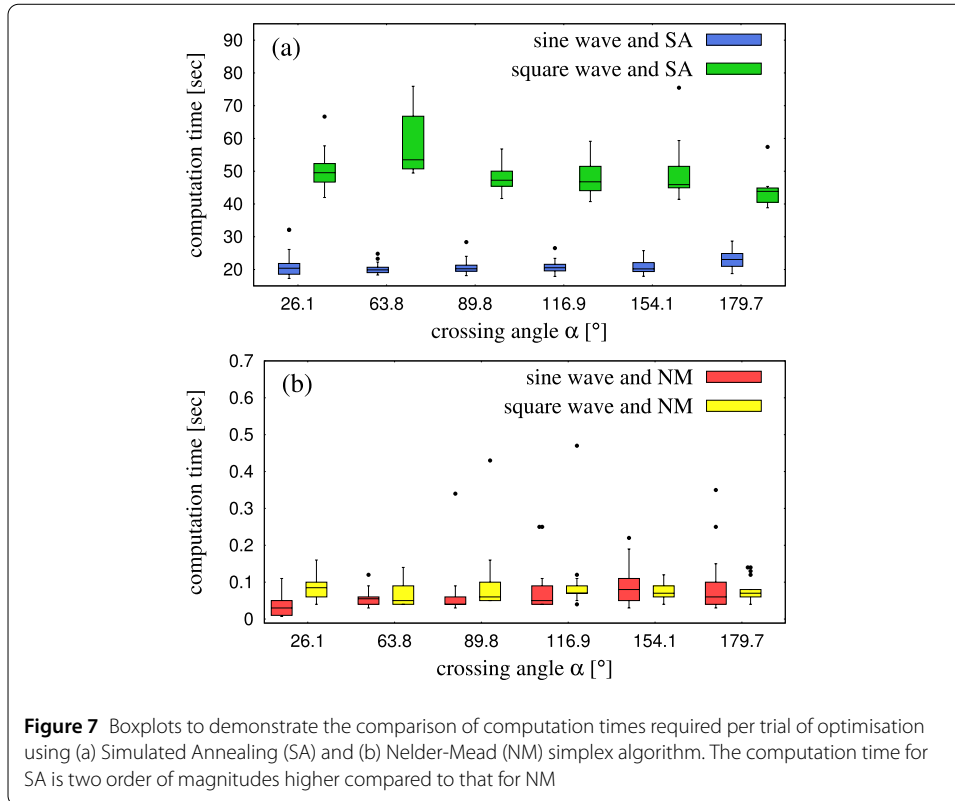 (a)
sine wave and SA
square wave and SA
computation time [sec]
90
80
70
60
50
40
30
20
26.1 63.8 89.8 116.9 154.1 179.7
crossing angle α [°]
(b)
sine wave and NM
square wave and NM
computation time [sec]
0.7
0.6
0.5
0.4
0.3
0.2
0.1
0
26.1 63.8 89.8 116.9 154.1 179.7
crossing angle α [°]
Figure 7 Boxplots to demonstrate the comparison of computation times required per trial of optimisation
using (a) Simulated Annealing (SA) and (b) Nelder-Mead (NM) simplex algorithm. The computation time for
SA is two order of magnitudes higher compared to that for NM